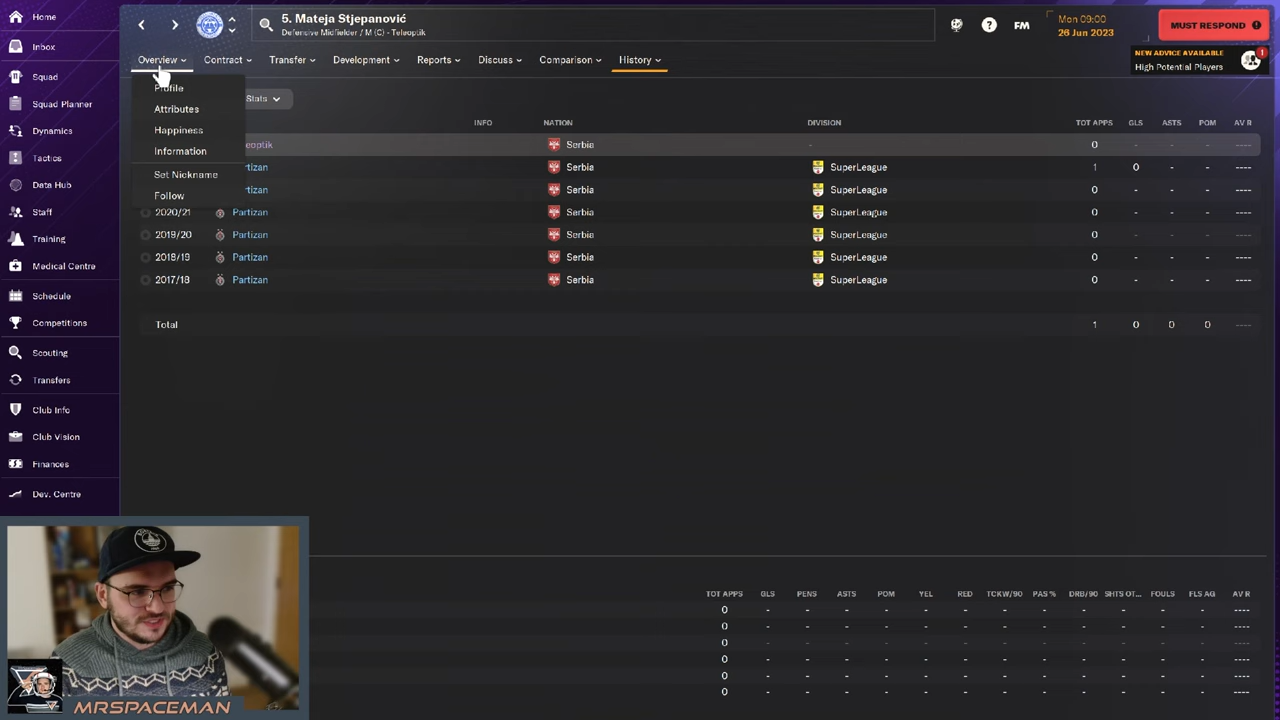 Home
Inbox
Squad
Squad Planner
Dynamics
Tactics
Data Hub
Staff
Training
Medical Centre
Schedule
Competitions
Scouting
Transfers
Club Info
Club Vision
Finances
Dev. Centre
5. Mateja Stjepanović
Defensive Midfielder / M (C) - Teleoptik
FM
Mon 09:00
26 Jun 2023
MUST RESPOND
NEW ADVICE AVAILABLE
High Potential Players
1
Overview Contract Transfer Development Reports Discuss Comparison History
Profile
Attributes
Happiness
Information
Set Nickname
Follow
Stats
INFO NATION DIVISION TOT APPS GLS ASTS POM AV R
eoptik Serbia - 0 - - - ----
rtizan Serbia SuperLeague 1 0 - - ----
rtizan Serbia SuperLeague 0 - - - ----
2020/21 Partizan Serbia SuperLeague 0 - - - ----
2019/20 Partizan Serbia SuperLeague 0 - - - ----
2018/19 Partizan Serbia SuperLeague 0 - - - ----
2017/18 Partizan Serbia SuperLeague 0 - - - ----
Total 1 0 0 0 ----
TOT APPS GLS PENS ASTS POM YEL RED TCKW/90 PAS % DRB/90 SHTS OT... FOULS FLS AG AV R
0 - - - - - - - - - - - - ----
0 - - - - - - - - - - - - ----
0 - - - - - - - - - - - - ----
0 - - - - - - - - - - - - ----
0 - - - - - - - - - - - - ----
0 - - - - - - - - - - - - ----
MRSPACEMAN